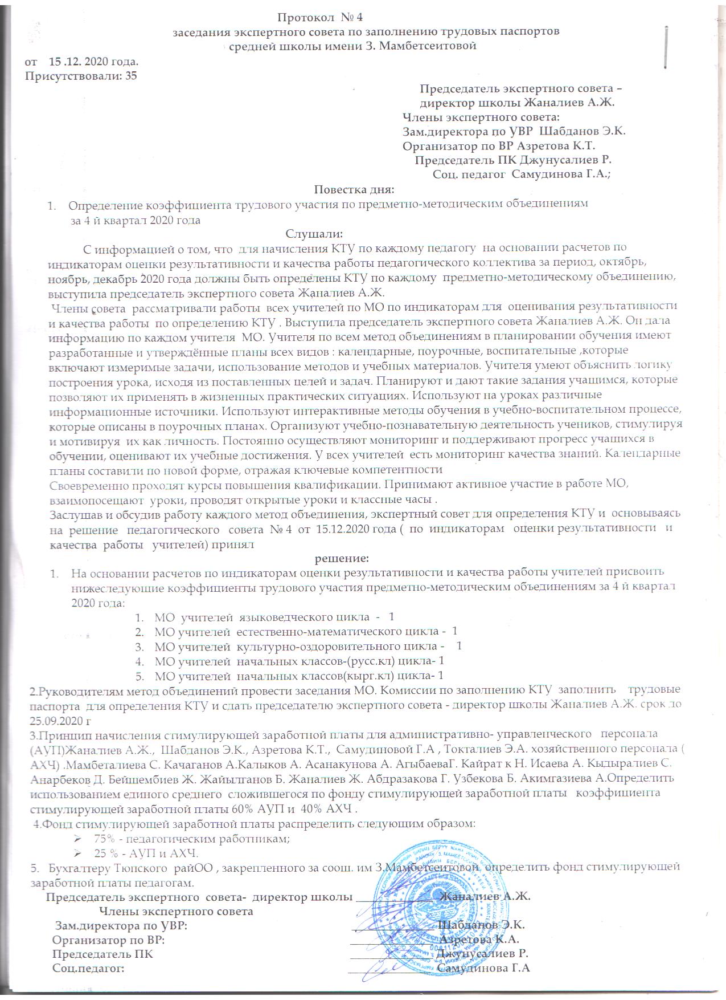 Протокол № 4
заседания экспертного совета по заполнению трудовых паспортов
средней школы имени З. Мамбетсеитовой
от 15 .12. 2020 года.
Присутствовали: 35
Председатель экспертного совета –
директор школы Жаналиев А.Ж.
Члены экспертного совета:
Зам.директора по УВР Шабданов Э.К.
Организатор по ВР Азретова К.Т.
Председатель ПК Джунусалиев Р.
Соц. педагог Самудинова Г.А.;
Повестка дня:
1. Определение коэффициента трудового участия по предметно-методическим объединениям
за 4 й квартал 2020 года
Слушали:
С информацией о том, что для начисления КТУ по каждому педагогу на основании расчетов по
индикаторам оценки результативности и качества работы педагогического коллектива за период, октябрь,
ноябрь, декабрь 2020 года должны быть определены КТУ по каждому предметно-методическому объединению,
выступила председатель экспертного совета Жаналиев А.Ж.
Члены совета рассматривали работы всех учителей по МО по индикаторам для оценивания результативности
и качества работы по определению КТУ . Выступила председатель экспертного совета Жаналиев А.Ж. Он дала
информацию по каждом учителя МО. Учителя по всем метод объединениям в планировании обучения имеют
разработанные и утверждённые планы всех видов : календарные, поурочные, воспитательные ,которые
включают измеримые задачи, использование методов и учебных материалов. Учителя умеют объяснить логику
построения урока, исходя из поставленных целей и задач. Планируют и дают такие задания учащимся, которые
позволяют их применять в жизненных практических ситуациях. Используют на уроках различные
информационные источники. Используют интерактивные методы обучения в учебно-воспитательном процессе,
которые описаны в поурочных планах. Организуют учебно-познавательную деятельность учеников, стимулируя
и мотивируя их как личность. Постоянно осуществляют мониторинг и поддерживают прогресс учащихся в
обучении, оценивают их учебные достижения. У всех учителей есть мониторинг качества знаний. Календарные
планы составили по новой форме, отражая ключевые компетентности
Своевременно проходят курсы повышения квалификации. Принимают активное участие в работе МО,
взаимопосещают уроки, проводят открытые уроки и классные часы .
Заслушав и обсудив работу каждого метод объединения, экспертный совет для определения КТУ и основываясь
на решение педагогического совета № 4 от 15.12.2020 года ( по индикаторам оценки результативности и
качества работы учителей) принял
решение:
1. На основании расчетов по индикаторам оценки результативности и качества работы учителей присвоить
нижеследующие коэффициенты трудового участия предметно-методическим объединениям за 4 й квартал
2020 года:
1. МО учителей языковедческого цикла - 1
2. МО учителей естественно-математического цикла - 1
3. МО учителей культурно-оздоровительного цикла - 1
4. МО учителей начальных классов-(русс.кл) цикла- 1
5. МО учителей начальных классов(кырг.кл) цикла- 1
2.Руководителям метод объединений провести заседания МО. Комиссии по заполнению КТУ заполнить трудовые
паспорта для определения КТУ и сдать председателю экспертного совета - директор школы Жаналиев А.Ж. срок до
25.09.2020 г
3.Принцип начисления стимулирующей заработной платы для административно- управленческого персонала
(АУП)Жаналиев А.Ж., Шабданов Э.К., Азретова К.Т., Самудиновой Г.А , Токталиев Э.А. хозяйственного персонала (
АХЧ) .Мамбеталиева С. Качаганов А.Калыков А. Асанакунова А. АгыбаеваГ. Кайрат к Н. Исаева А. Кыдыралиев С.
Анарбеков Д. Бейшембиев Ж. Жайылганов Б. Жаналиев Ж. Абдразакова Г. Узбекова Б. Акимгазиева А.Определить
использованием единого среднего сложившегося по фонду стимулирующей заработной платы коэффициента
стимулирующей заработной платы 60% АУП и 40% АХЧ .
4.Фонд стимулирующей заработной платы распределить следующим образом:
➢ 75% - педагогическим работникам;
➢ 25 % - АУП и АХЧ.
5. Бухгалтеру Тюпского райОО , закрепленного за соош. им З.Мамбетсеитовой определить фонд стимулирующей
заработной платы педагогам.
Председатель экспертного совета- директор школы ____________ Жаналиев А.Ж.
Члены экспертного совета
Зам.директора по УВР: ____________ Шабданов Э.К.
Организатор по ВР: ____________ Азретова К.А.
Председатель ПК ____________ Джунусалиев Р.
Соц.педагог: ____________ Самудинова Г.А